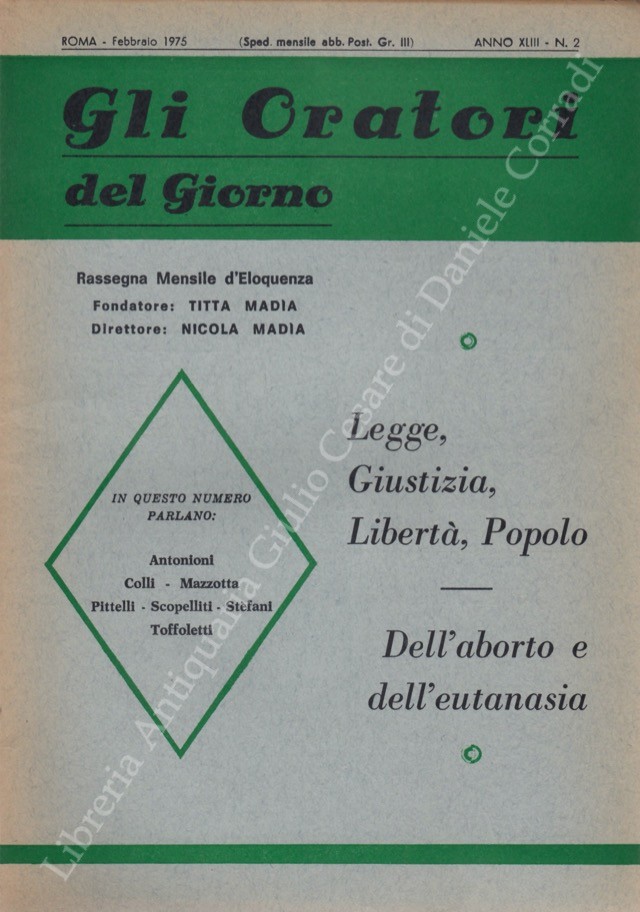 ROMA - Febbraio 1975 (Sped. mensile abb. Post. Gr. III) ANNO XLIII - N. 2
Gli Oratori
del Giorno
Rassegna Mensile d'Eloquenza
Fondatore: TITTA MADIA
Direttore: NICOLA MADIA
IN QUESTO NUMERO
PARLANO:
Antonioni
Colli - Mazzotta
Pittelli - Scopelliti - Stefani
Toffoletti
Legge,
Giustizia,
Libertà, Popolo
Dell'aborto e
dell'eutanasia
Libreria Antiquaria Giulio Cesare di Daniele Corradi